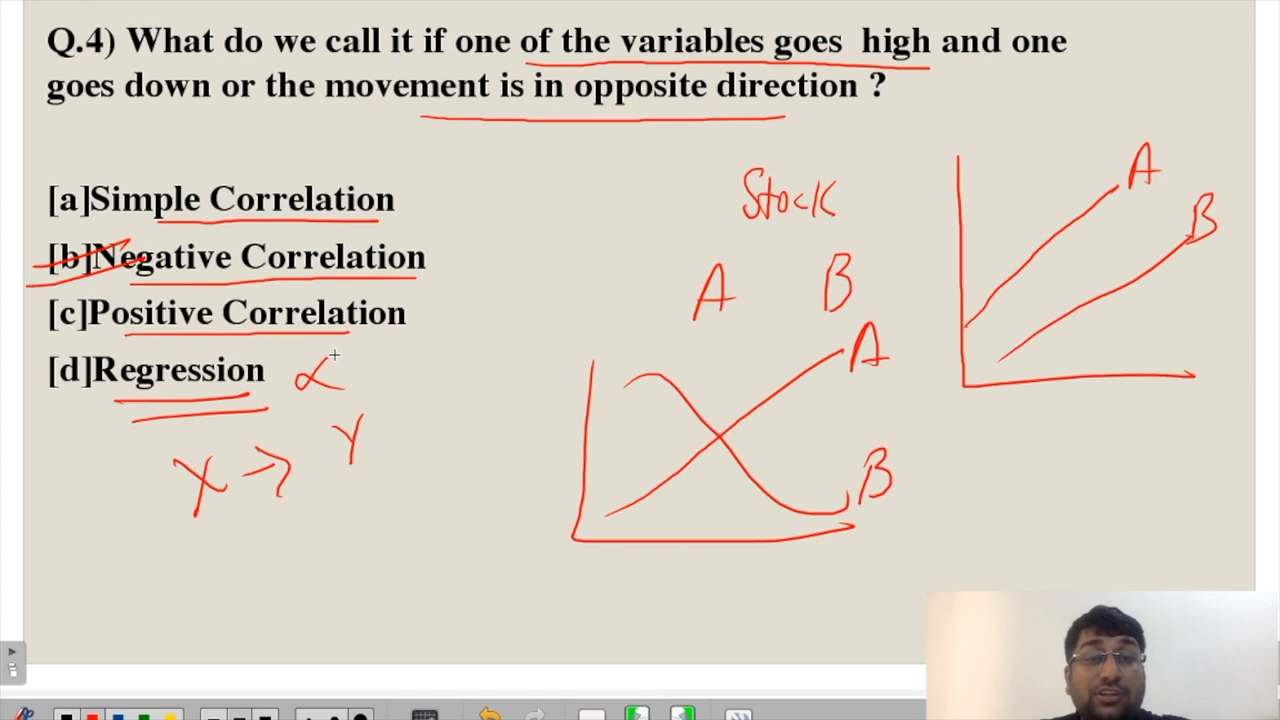 Q.4) What do we call it if one of the variables goes high and one
goes down or the movement is in opposite direction ?
[a]Simple Correlation
[b]Negative Correlation
[c]Positive Correlation
[d]Regression
α
X → Y
Stock
A B
A
B
A
B